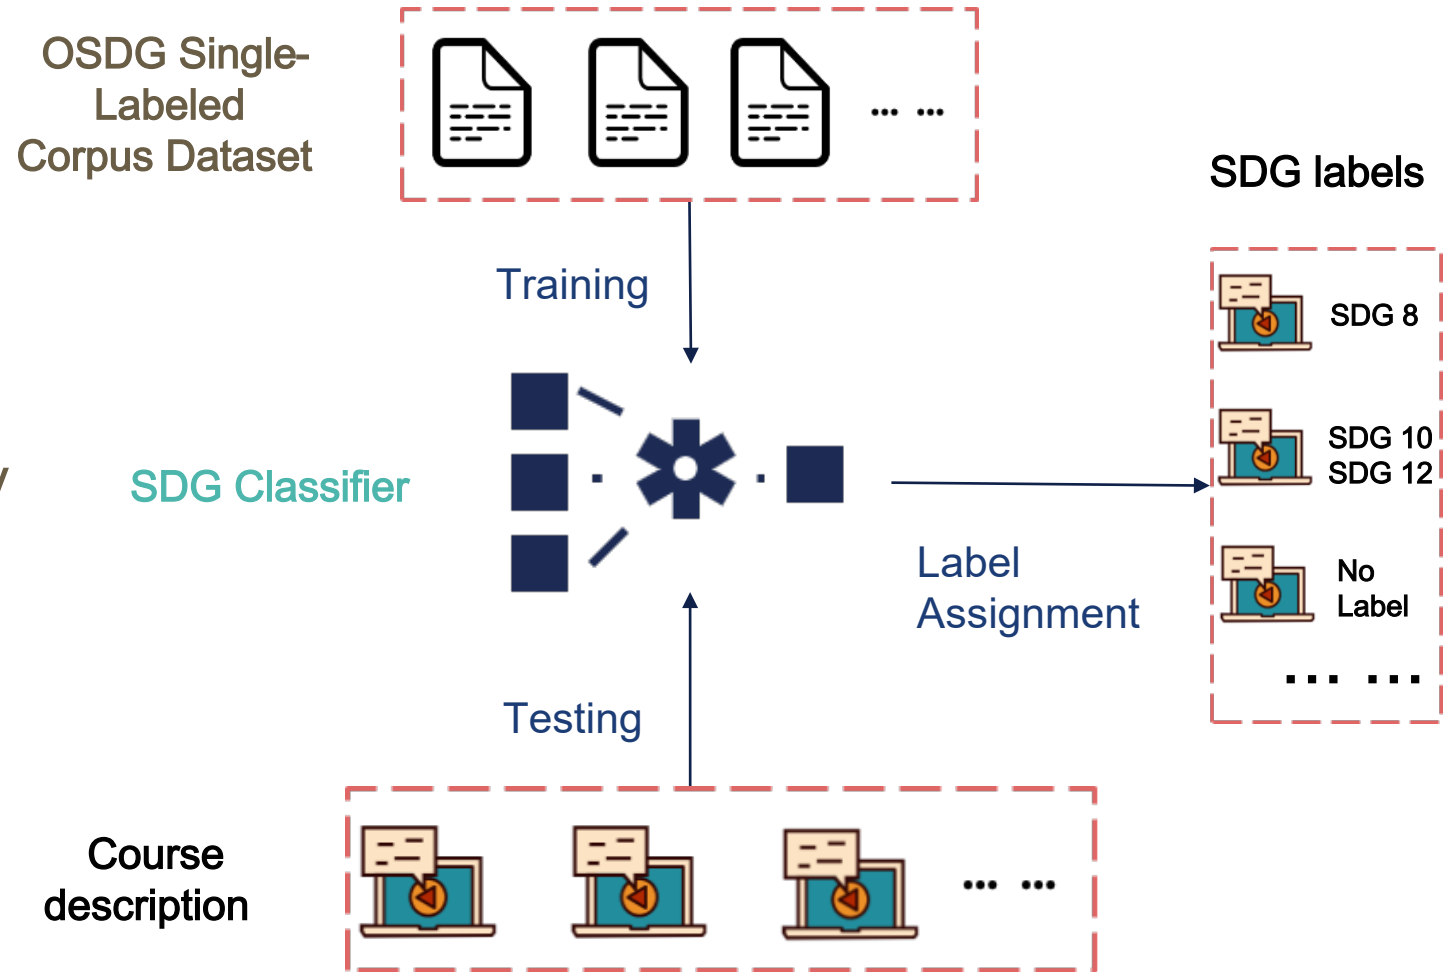 OSDG Single-
Labeled
Corpus Dataset
SDG labels
Training
SDG 8
SDG 10
SDG 12
SDG Classifier
Label
Assignment
No
Label
Testing
Course
description